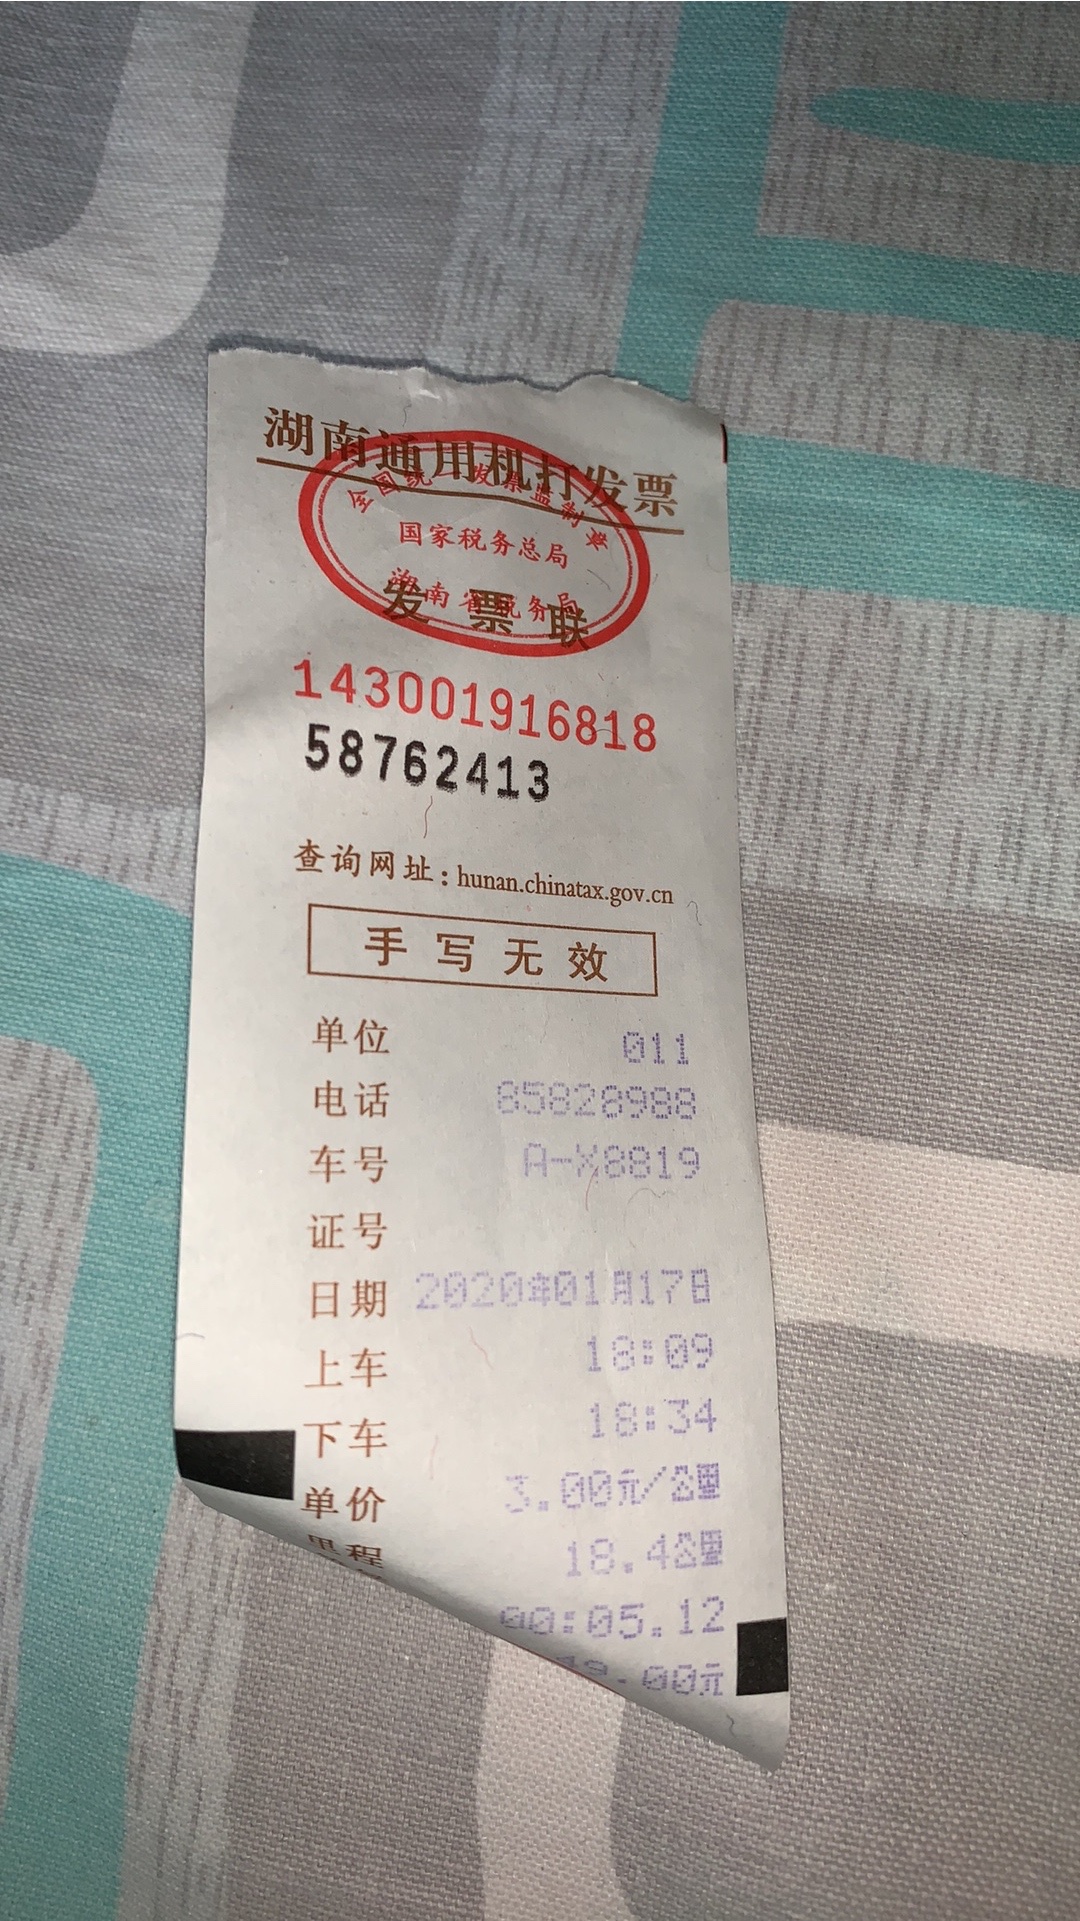 湖南通用机打发票
全国统一发票监制章
国家税务总局
湖南省税务局
发票联
143001916818
58762413
查询网址:hunan.chinatax.gov.cn
手写无效
单位 011
电话 85828988
车号 A-X8819
证号
日期 2020年01月17日
上车 18:09
下车 18:34
单价 3.00元/公里
里程 18.4公里
00:05.12
.00元